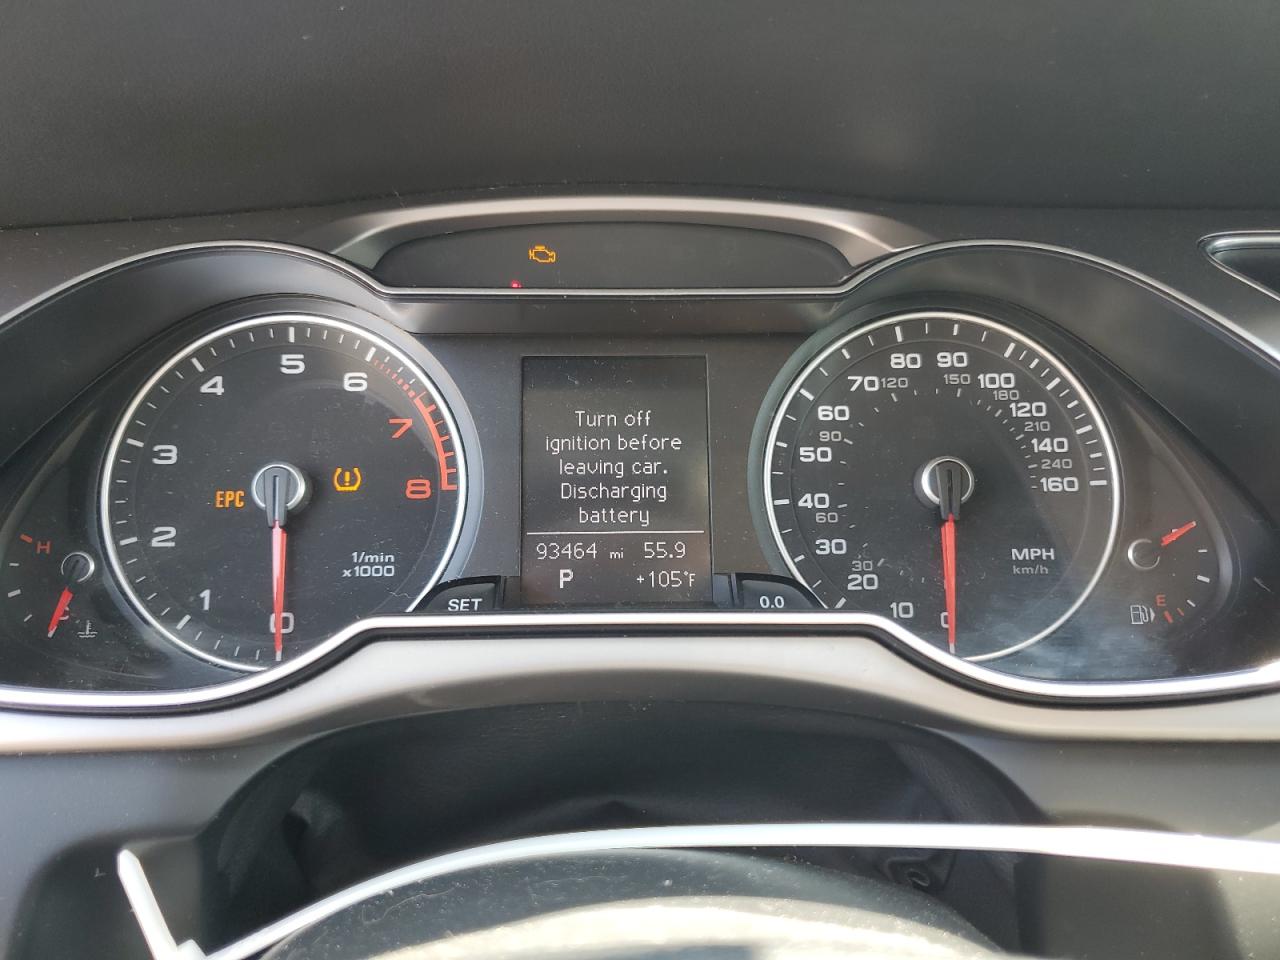 5
4
6
3
7
EPC
8
2
1/min
x1000
1
0
H
C
SET
Turn off
ignition before
leaving car.
Discharging
battery
93464 mi 55.9
P +105°F
0.0
80 90
70 120 150 100
180
60 120
90 210
50 140
240
40 160
60
30 MPH
30 km/h
20
10 0
E